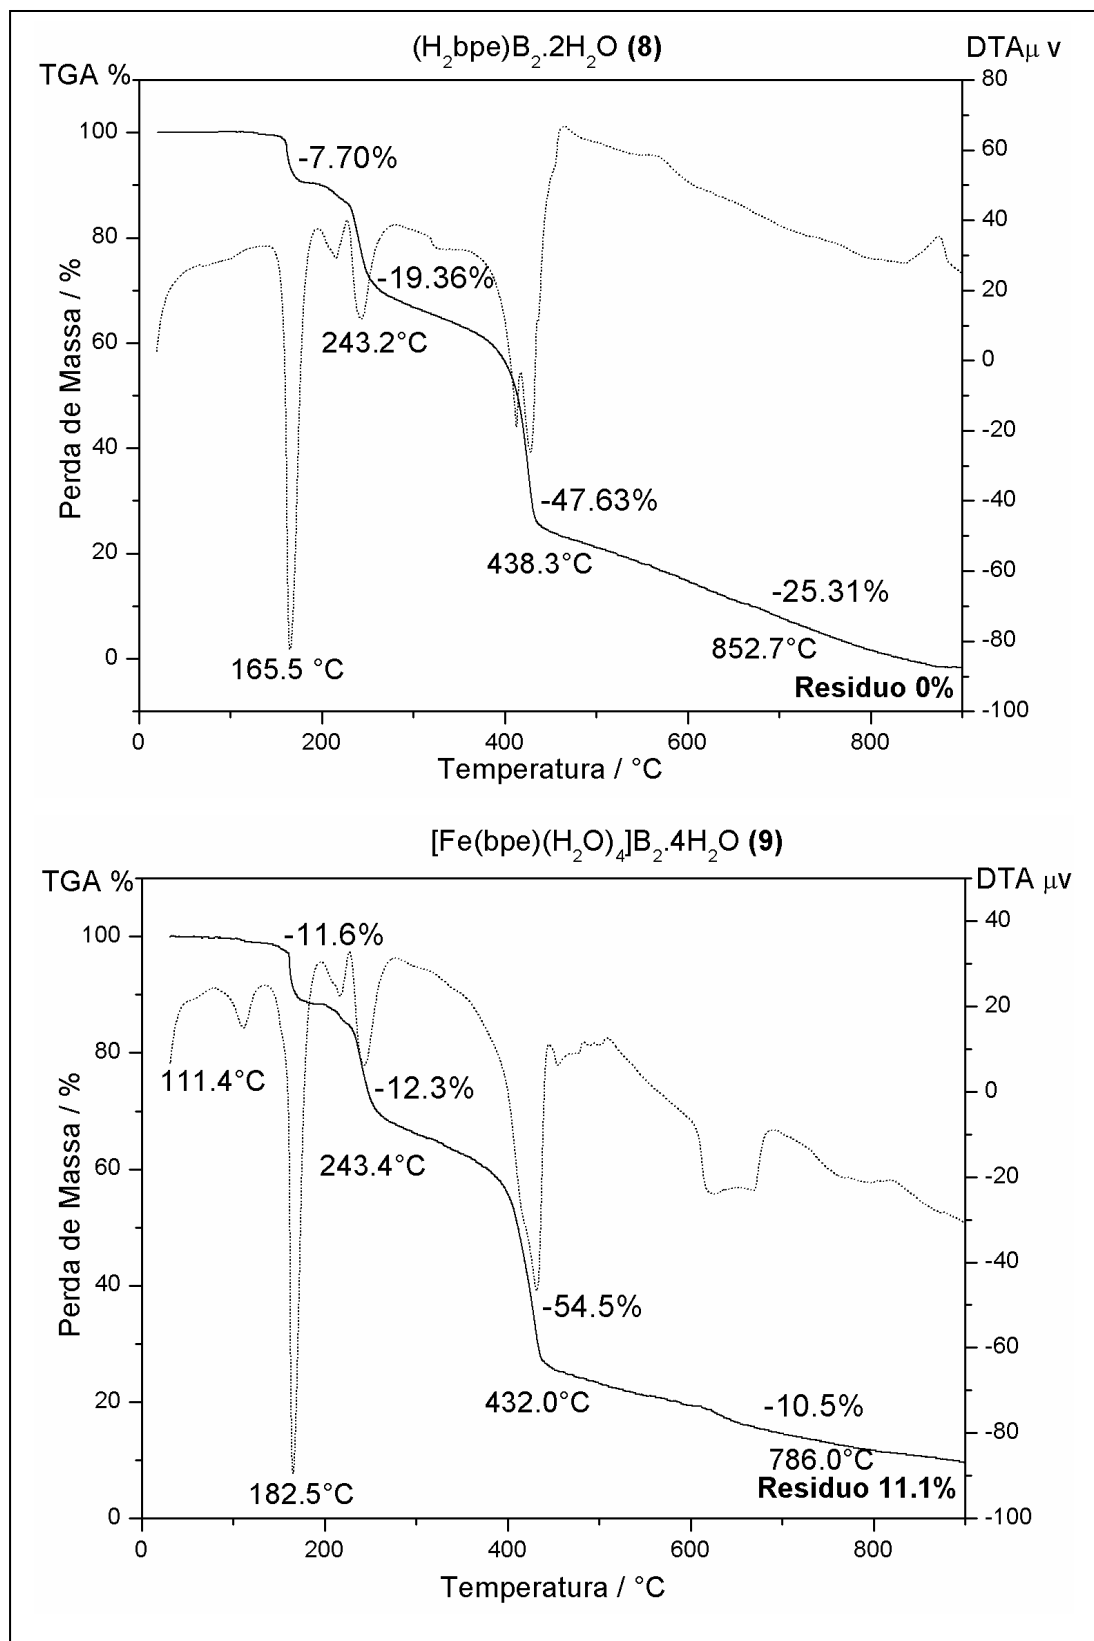 (H₂bpe)B₂.2H₂O (8)
TGA %
DTAμ v
Perda de Massa / %
100
80
60
40
20
0
80
60
40
20
0
-20
-40
-60
-80
-100
-7.70%
-19.36%
243.2°C
-47.63%
438.3°C
-25.31%
852.7°C
165.5 °C
Residuo 0%
0 200 400 600 800
Temperatura / °C
[Fe(bpe)(H₂O)₄]B₂.4H₂O (9)
TGA %
DTA μv
Perda de Massa / %
100
80
60
40
20
0
40
20
0
-20
-40
-60
-80
-100
-11.6%
111.4°C
-12.3%
243.4°C
-54.5%
432.0°C
-10.5%
786.0°C
182.5°C
Residuo 11.1%
0 200 400 600 800
Temperatura / °C